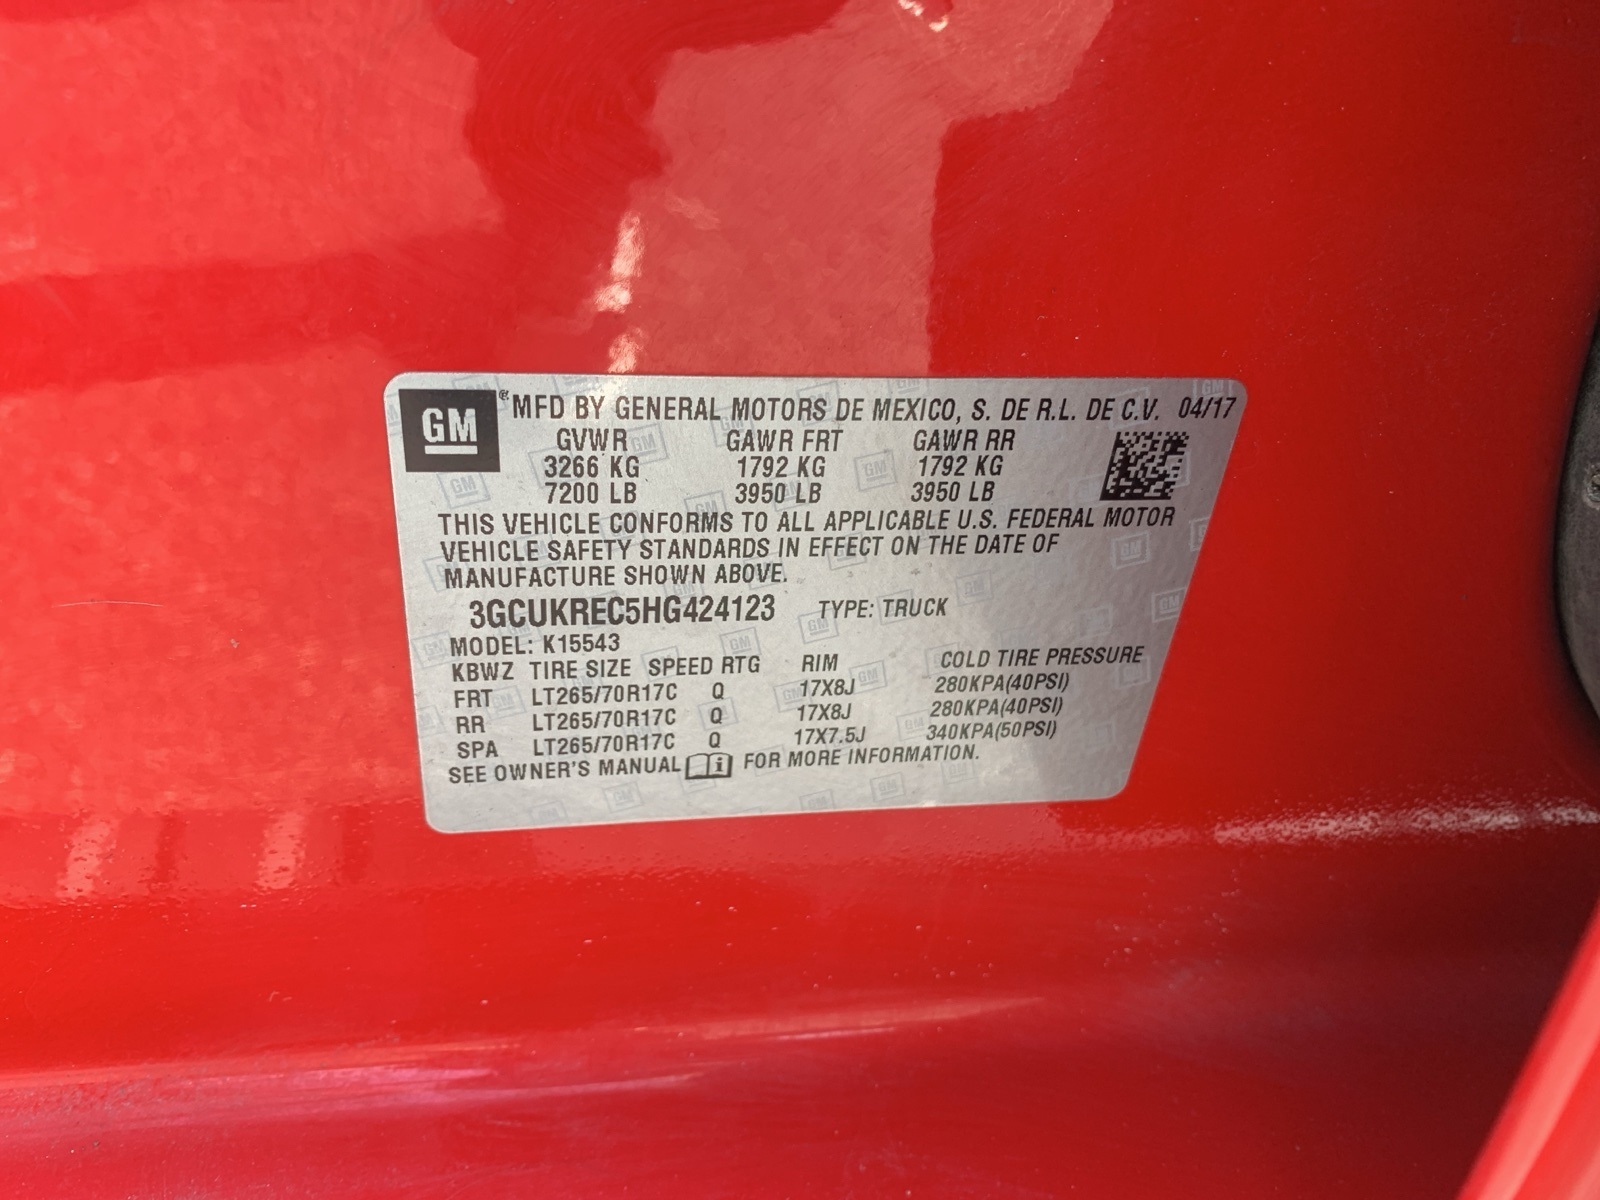 GM ® MFD BY GENERAL MOTORS DE MEXICO, S. DE R.L. DE C.V. 04/17
GVWR GAWR FRT GAWR RR
3266 KG 1792 KG 1792 KG
7200 LB 3950 LB 3950 LB
THIS VEHICLE CONFORMS TO ALL APPLICABLE U.S. FEDERAL MOTOR
VEHICLE SAFETY STANDARDS IN EFFECT ON THE DATE OF
MANUFACTURE SHOWN ABOVE.
3GCUKREC5HG424123 TYPE: TRUCK
MODEL: K15543
KBWZ TIRE SIZE SPEED RTG RIM COLD TIRE PRESSURE
FRT LT265/70R17C Q 17X8J 280KPA(40PSI)
RR LT265/70R17C Q 17X8J 280KPA(40PSI)
SPA LT265/70R17C Q 17X7.5J 340KPA(50PSI)
SEE OWNER'S MANUAL i FOR MORE INFORMATION.